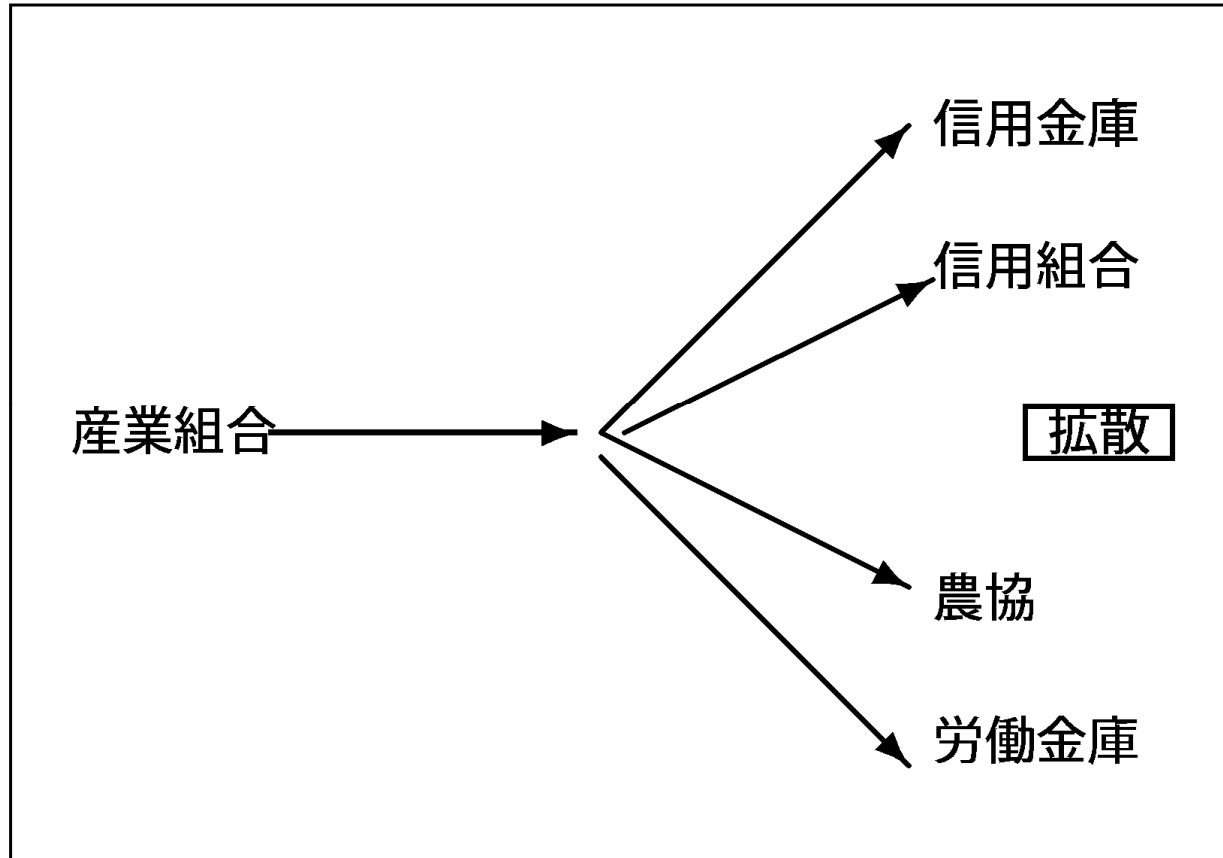 信用金庫
信用組合
産業組合
拡散
農協
労働金庫